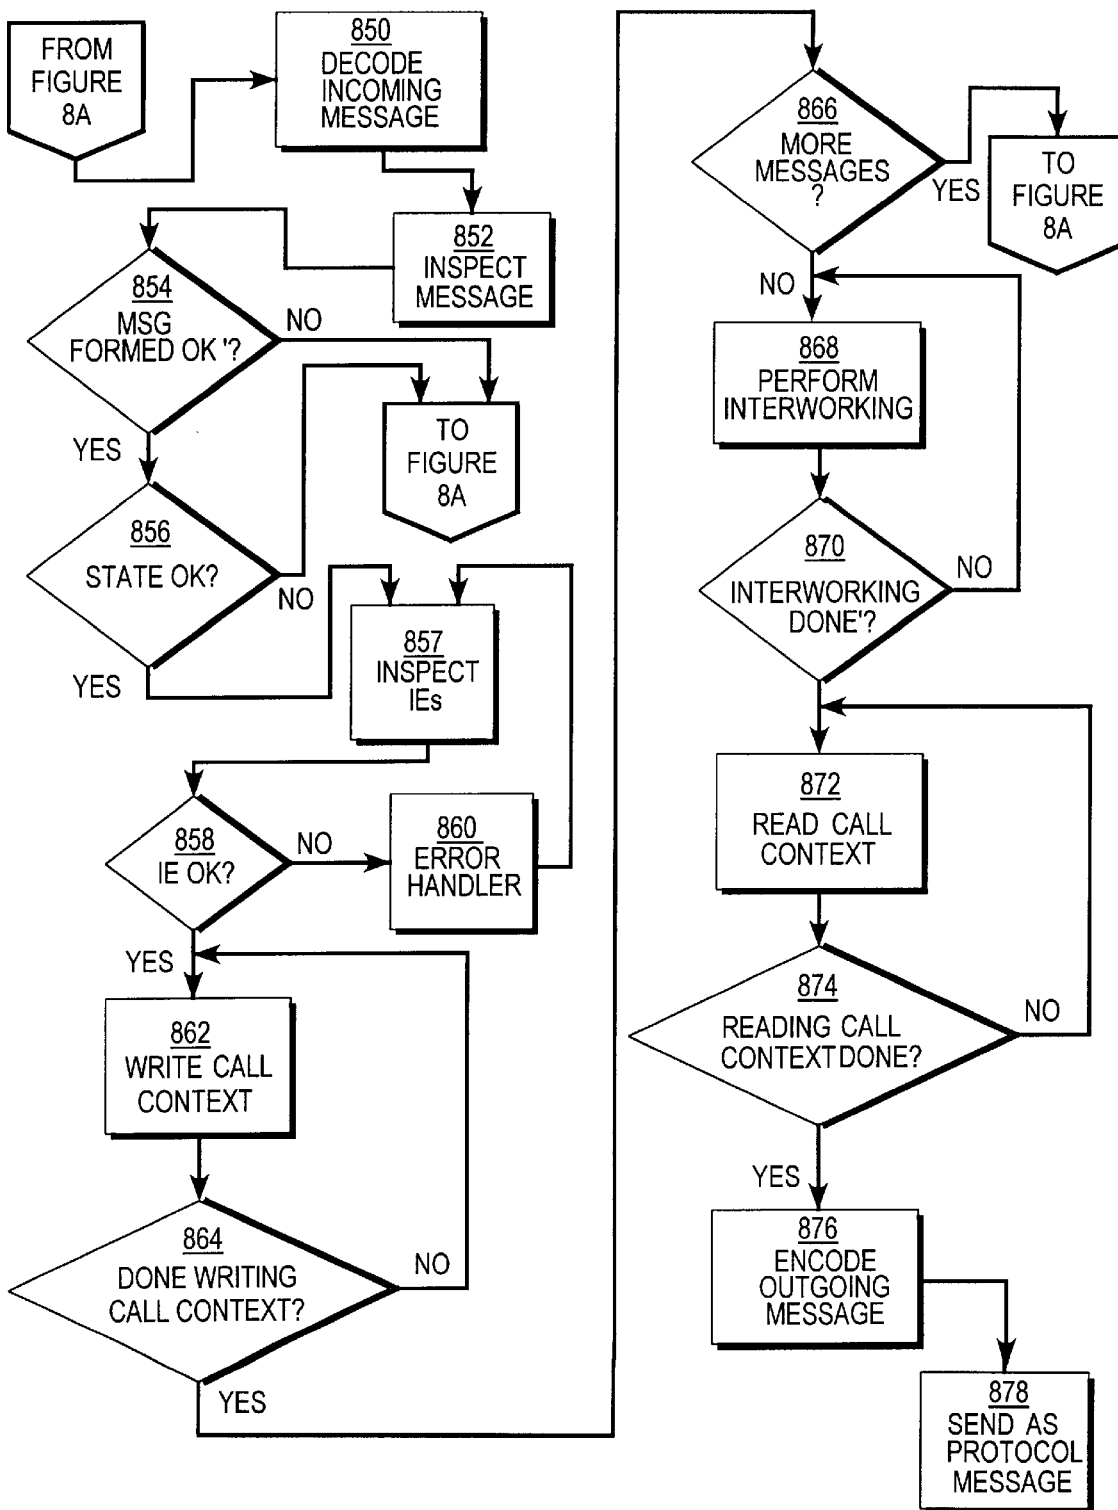 FROM
FIGURE
8A
850
DECODE
INCOMING
MESSAGE
852
INSPECT
MESSAGE
854
MSG
FORMED OK '?
NO
YES
TO
FIGURE
8A
856
STATE OK?
NO
YES
857
INSPECT
IEs
858
IE OK?
NO
860
ERROR
HANDLER
YES
862
WRITE CALL
CONTEXT
864
DONE WRITING
CALL CONTEXT?
NO
YES
866
MORE
MESSAGES
?
YES
TO
FIGURE
8A
NO
868
PERFORM
INTERWORKING
870
INTERWORKING
DONE'?
NO
872
READ CALL
CONTEXT
874
READING CALL
CONTEXT DONE?
NO
YES
876
ENCODE
OUTGOING
MESSAGE
878
SEND AS
PROTOCOL
MESSAGE